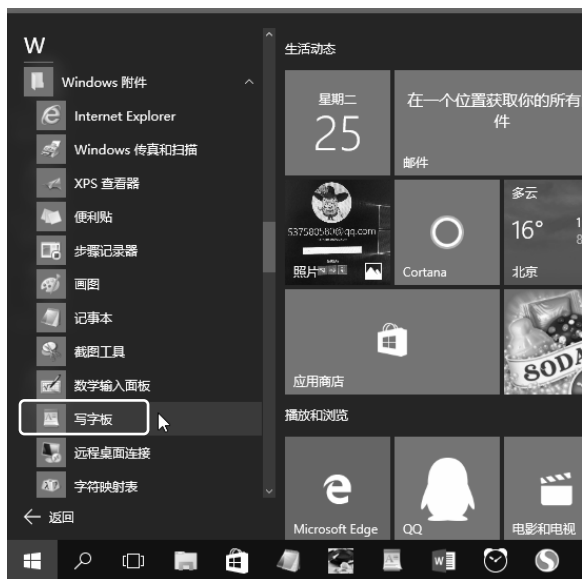 W
Windows 附件
Internet Explorer
Windows 传真和扫描
XPS 查看器
便利贴
步骤记录器
画图
记事本
截图工具
数学输入面板
写字板
远程桌面连接
字符映射表
返回
生活动态
星期二
25
在一个位置获取你的所有
件
邮件
537580580@qq.com
照片
Cortana
多云
16°
北京
应用商店
SODA
播放和浏览
Microsoft Edge
QQ
电影和电视